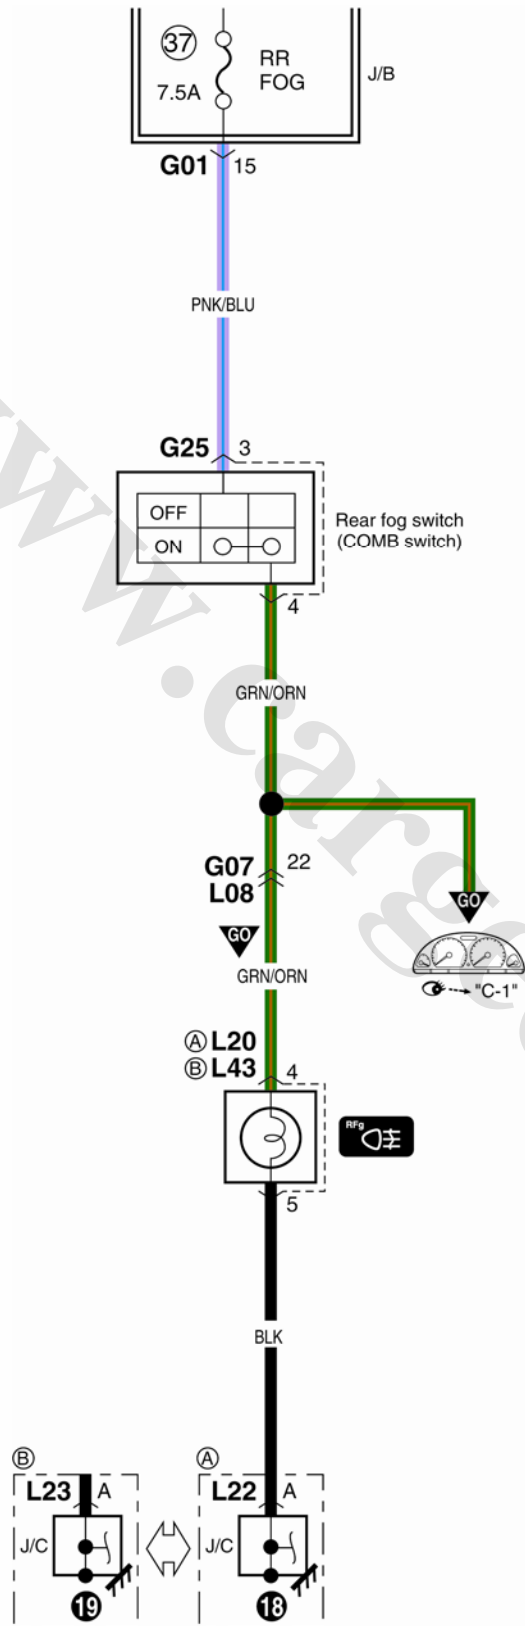 37
RR
FOG
7.5A
J/B
G01
15
PNK/BLU
G25
3
OFF
ON
Rear fog switch
(COMB switch)
4
GRN/ORN
G07
22
L08
GO
GO
GRN/ORN
"C-1"
A L20
B L43
4
RFg
5
BLK
B
A
L23
A
L22
A
J/C
J/C
19
18
www.carge